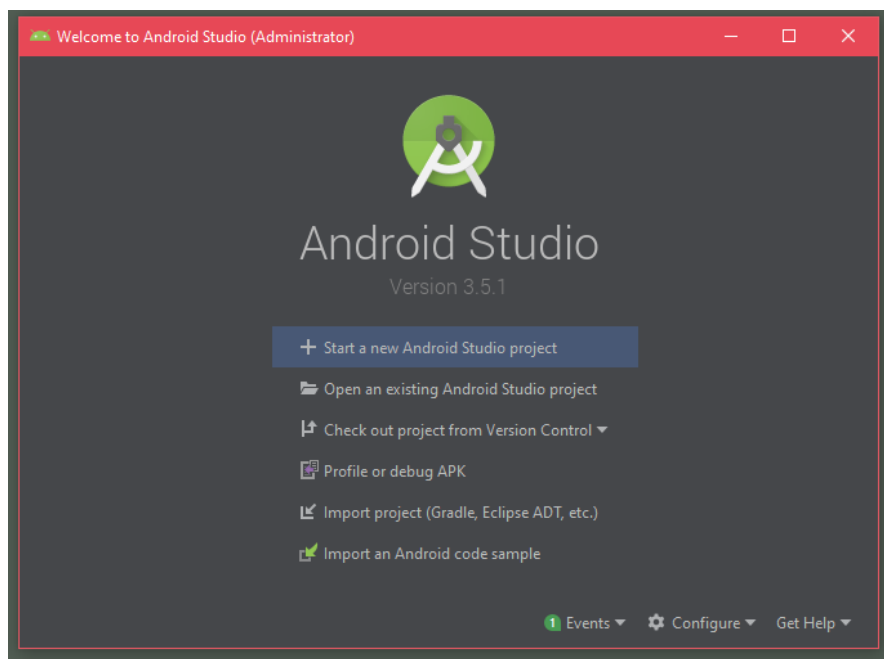 Welcome to Android Studio (Administrator)
Android Studio
Version 3.5.1
Start a new Android Studio project
Open an existing Android Studio project
Check out project from Version Control
Profile or debug APK
Import project (Gradle, Eclipse ADT, etc.)
Import an Android code sample
1 Events Configure Get Help